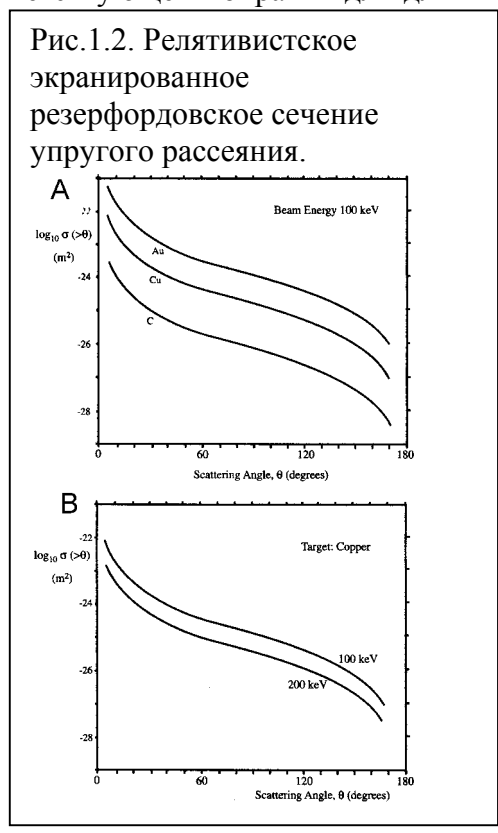 Рис.1.2. Релятивистское
экранированное
резерфордовское сечение
упругого рассеяния.
A
Beam Energy 100 keV
-22
log₁₀ σ (>θ)
(m²)
Au
Cu
-24
C
-26
-28
0 60 120 180
Scattering Angle, θ (degrees)
B
-22
Target: Copper
log₁₀ σ (>θ)
(m²)
-24
100 keV
-26
200 keV
-28
0 60 120 180
Scattering Angle, θ (degrees)